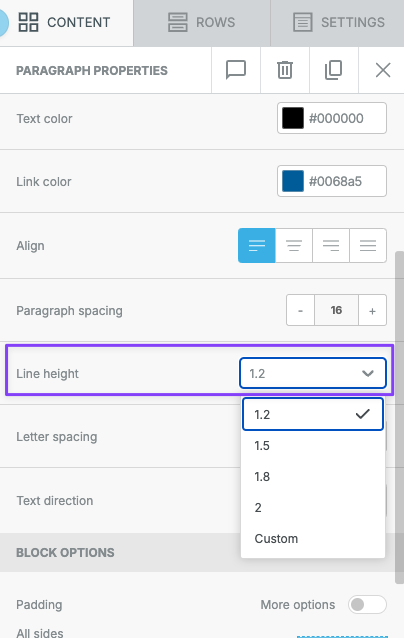 CONTENT ROWS SETTINGS
PARAGRAPH PROPERTIES
Text color #000000
Link color #0068a5
Align
Paragraph spacing - 16 +
Line height 1.2
1.2
Letter spacing
1.5
1.8
Text direction
2
Custom
BLOCK OPTIONS
Padding More options
All sides